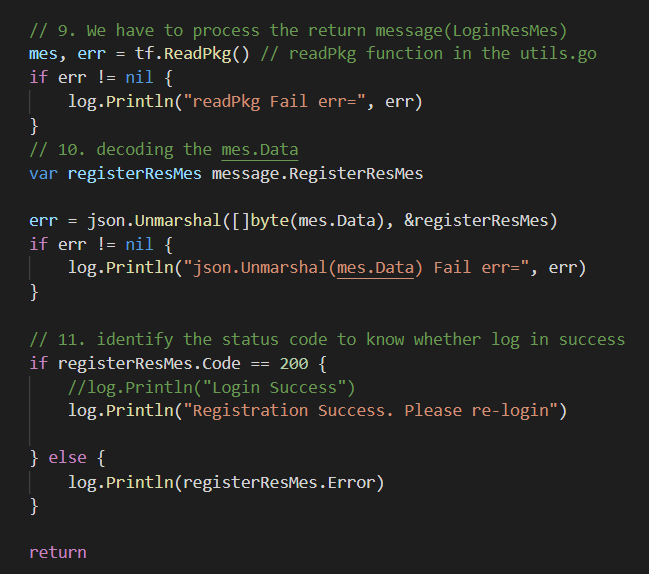 // 9. We have to process the return message(LoginResMes)
mes, err = tf.ReadPkg() // readPkg function in the utils.go
if err != nil {
    log.Println("readPkg Fail err=", err)
}
// 10. decoding the mes.Data
var registerResMes message.RegisterResMes

err = json.Unmarshal([]byte(mes.Data), &registerResMes)
if err != nil {
    log.Println("json.Unmarshal(mes.Data) Fail err=", err)
}

// 11. identify the status code to know whether log in success
if registerResMes.Code == 200 {
    //log.Println("Login Success")
    log.Println("Registration Success. Please re-login")

} else {
    log.Println(registerResMes.Error)
}

return